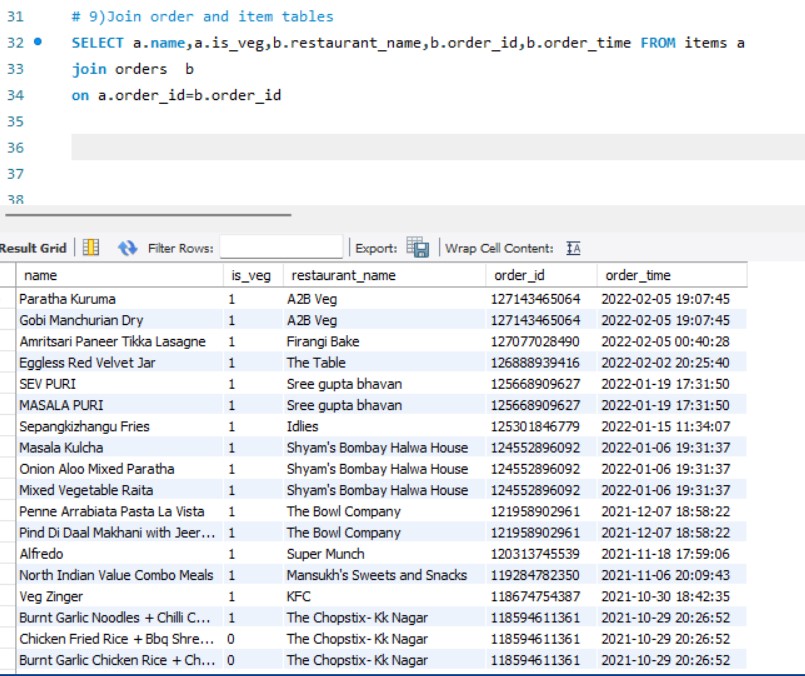 31 # 9)Join order and item tables
32 SELECT a.name,a.is_veg,b.restaurant_name,b.order_id,b.order_time FROM items a
33 join orders  b
34 on a.order_id=b.order_id
35
36
37
38
Result Grid Filter Rows: Export: Wrap Cell Content: IA
name is_veg restaurant_name order_id order_time
Paratha Kuruma 1 A2B Veg 127143465064 2022-02-05 19:07:45
Gobi Manchurian Dry 1 A2B Veg 127143465064 2022-02-05 19:07:45
Amritsari Paneer Tikka Lasagne 1 Firangi Bake 127077028490 2022-02-05 00:40:28
Eggless Red Velvet Jar 1 The Table 126888939416 2022-02-02 20:25:40
SEV PURI 1 Sree gupta bhavan 125668909627 2022-01-19 17:31:50
MASALA PURI 1 Sree gupta bhavan 125668909627 2022-01-19 17:31:50
Sepangkizhangu Fries 1 Idlies 125301846779 2022-01-15 11:34:07
Masala Kulcha 1 Shyam's Bombay Halwa House 124552896092 2022-01-06 19:31:37
Onion Aloo Mixed Paratha 1 Shyam's Bombay Halwa House 124552896092 2022-01-06 19:31:37
Mixed Vegetable Raita 1 Shyam's Bombay Halwa House 124552896092 2022-01-06 19:31:37
Penne Arrabiata Pasta La Vista 1 The Bowl Company 121958902961 2021-12-07 18:58:22
Pind Di Daal Makhani with Jeer... 1 The Bowl Company 121958902961 2021-12-07 18:58:22
Alfredo 1 Super Munch 120313745539 2021-11-18 17:59:06
North Indian Value Combo Meals 1 Mansukh's Sweets and Snacks 119284782350 2021-11-06 20:09:43
Veg Zinger 1 KFC 118674754387 2021-10-30 18:42:35
Burnt Garlic Noodles + Chilli C... 1 The Chopstix- Kk Nagar 118594611361 2021-10-29 20:26:52
Chicken Fried Rice + Bbq Shre... 0 The Chopstix- Kk Nagar 118594611361 2021-10-29 20:26:52
Burnt Garlic Chicken Rice + Ch... 0 The Chopstix- Kk Nagar 118594611361 2021-10-29 20:26:52